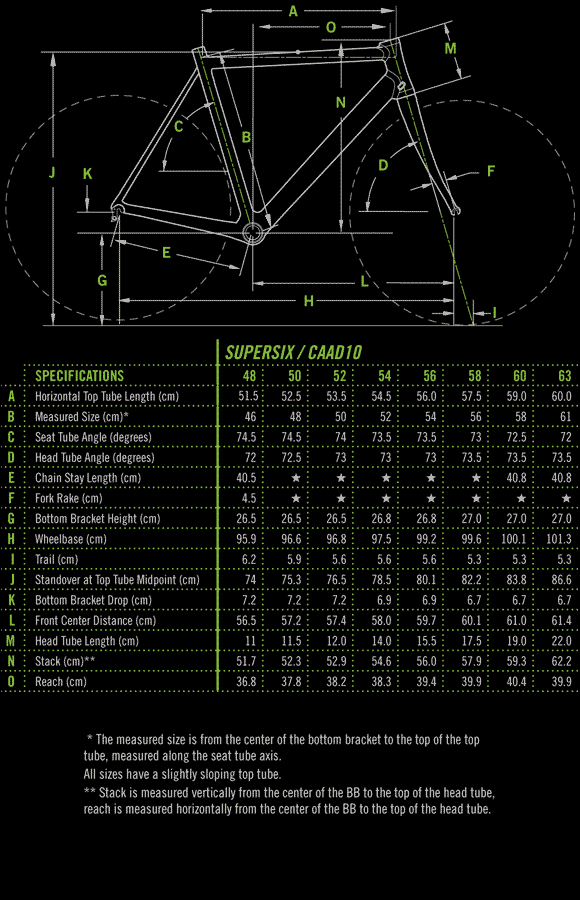 A
O
M
N
B
C
D
J
K
F
E
G
L
H
I
SUPERSIX / CAAD10
SPECIFICATIONS 48 50 52 54 56 58 60 63
A Horizontal Top Tube Length (cm) 51.5 52.5 53.5 54.5 56.0 57.5 59.0 60.0
B Measured Size (cm)* 46 48 50 52 54 56 58 61
C Seat Tube Angle (degrees) 74.5 74.5 74 73.5 73.5 73 72.5 72
D Head Tube Angle (degrees) 72 72.5 73 73 73 73.5 73.5 73.5
E Chain Stay Length (cm) 40.5 ★ ★ ★ ★ ★ 40.8 40.8
F Fork Rake (cm) 4.5 ★ ★ ★ ★ ★ ★ ★
G Bottom Bracket Height (cm) 26.5 26.5 26.5 26.8 26.8 27.0 27.0 27.0
H Wheelbase (cm) 95.9 96.6 96.8 97.5 99.2 99.6 100.1 101.3
I Trail (cm) 6.2 5.9 5.6 5.6 5.6 5.3 5.3 5.3
J Standover at Top Tube Midpoint (cm) 74 75.3 76.5 78.5 80.1 82.2 83.8 86.6
K Bottom Bracket Drop (cm) 7.2 7.2 7.2 6.9 6.9 6.7 6.7 6.7
L Front Center Distance (cm) 56.5 57.2 57.4 58.0 59.7 60.1 61.0 61.4
M Head Tube Length (cm) 11 11.5 12.0 14.0 15.5 17.5 19.0 22.0
N Stack (cm)** 51.7 52.3 52.9 54.6 56.0 57.9 59.3 62.2
O Reach (cm) 36.8 37.8 38.2 38.3 39.4 39.9 40.4 39.9
* The measured size is from the center of the bottom bracket to the top of the top
tube, measured along the seat tube axis.
All sizes have a slightly sloping top tube.
** Stack is measured vertically from the center of the BB to the top of the head tube,
reach is measured horizontally from the center of the BB to the top of the head tube.